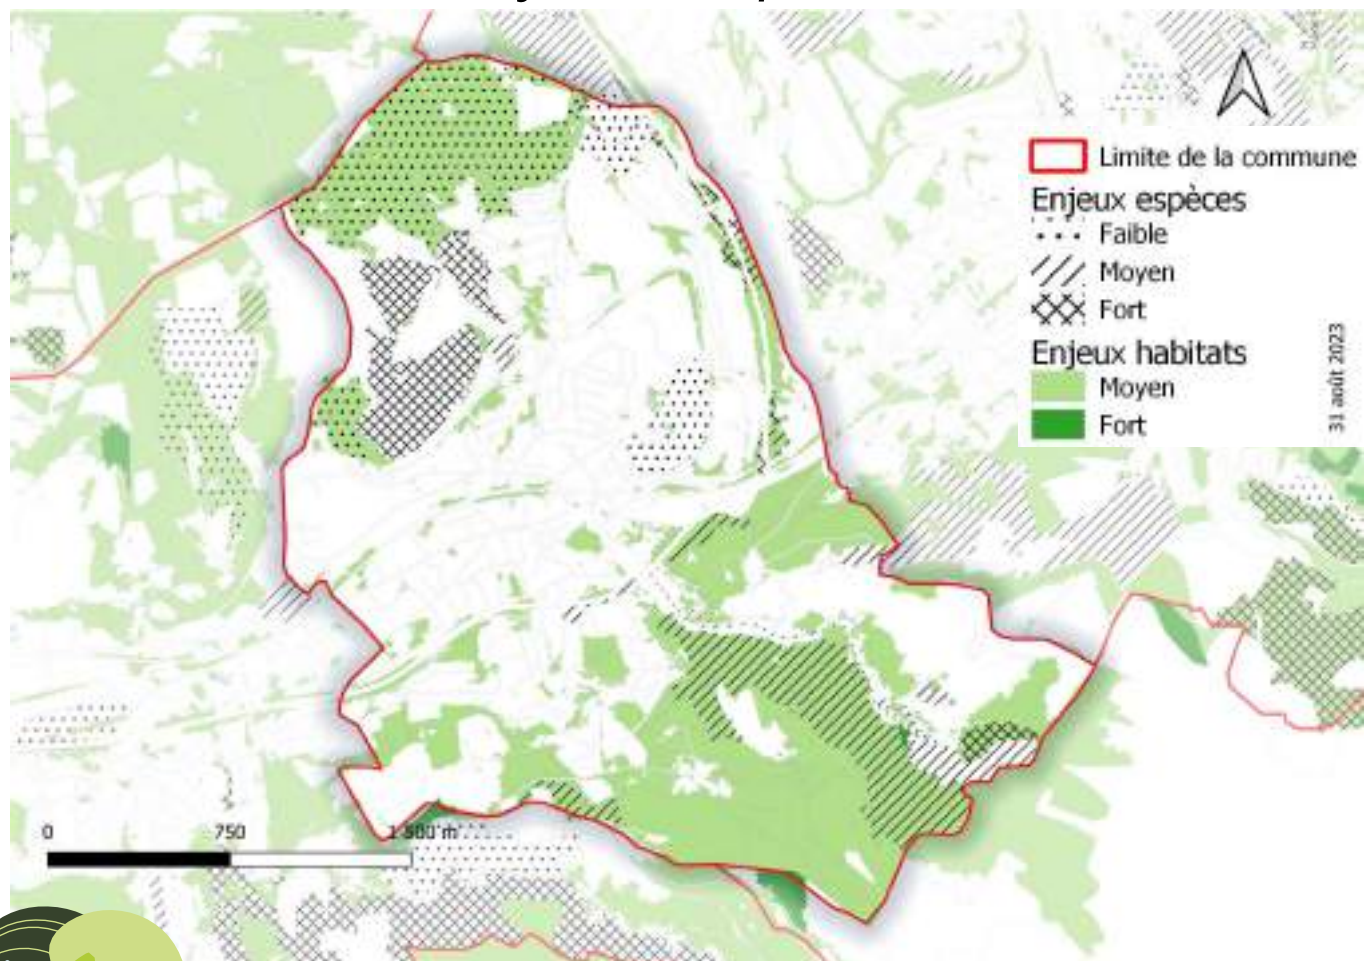 Limite de la commune
Enjeux espèces
Faible
Moyen
Fort
Enjeux habitats
Moyen
Fort
31 août 2023
0 750 1 500 m